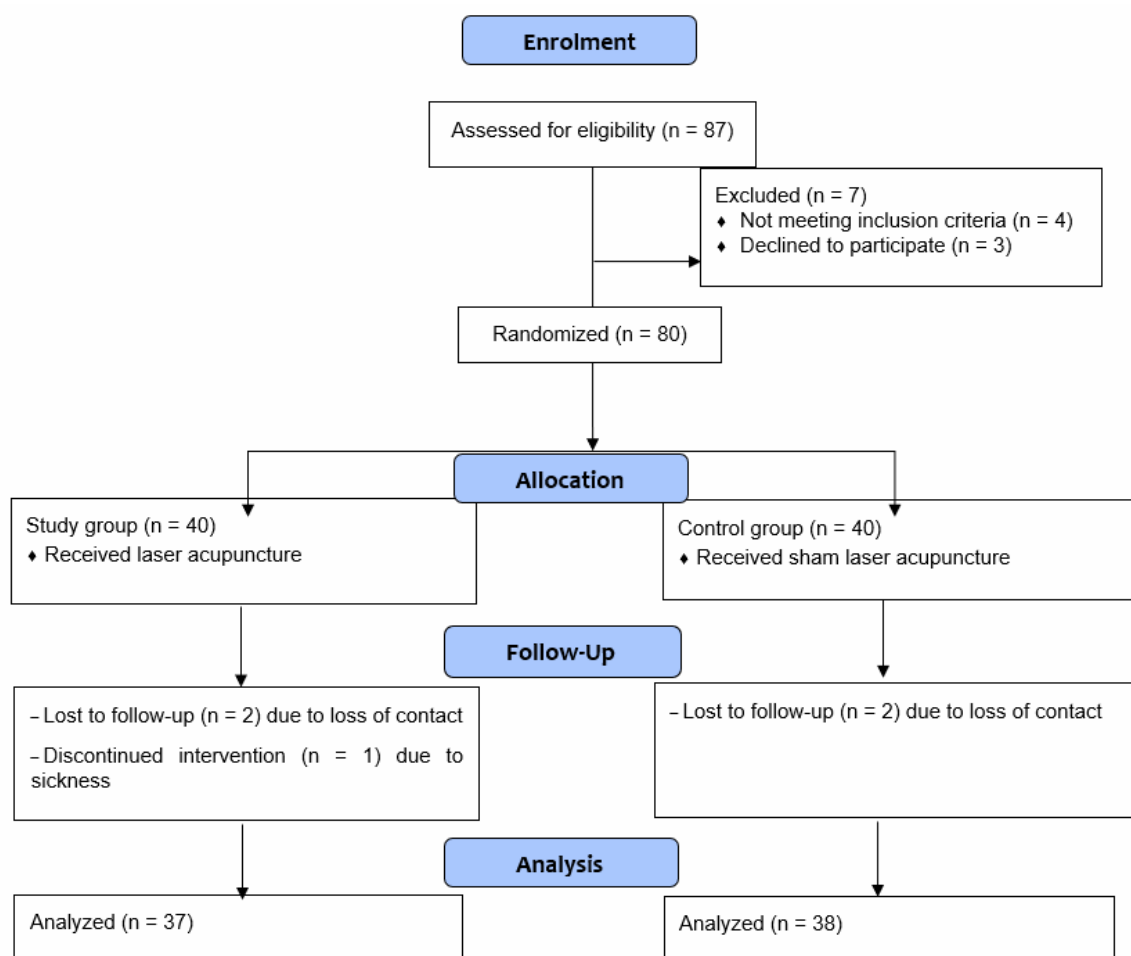 Enrolment
Assessed for eligibility (n = 87)
Excluded (n = 7)
♦ Not meeting inclusion criteria (n = 4)
♦ Declined to participate (n = 3)
Randomized (n = 80)
Allocation
Study group (n = 40)
♦ Received laser acupuncture
Control group (n = 40)
♦ Received sham laser acupuncture
Follow-Up
– Lost to follow-up (n = 2) due to loss of contact
– Discontinued intervention (n = 1) due to
sickness
– Lost to follow-up (n = 2) due to loss of contact
Analysis
Analyzed (n = 37)
Analyzed (n = 38)